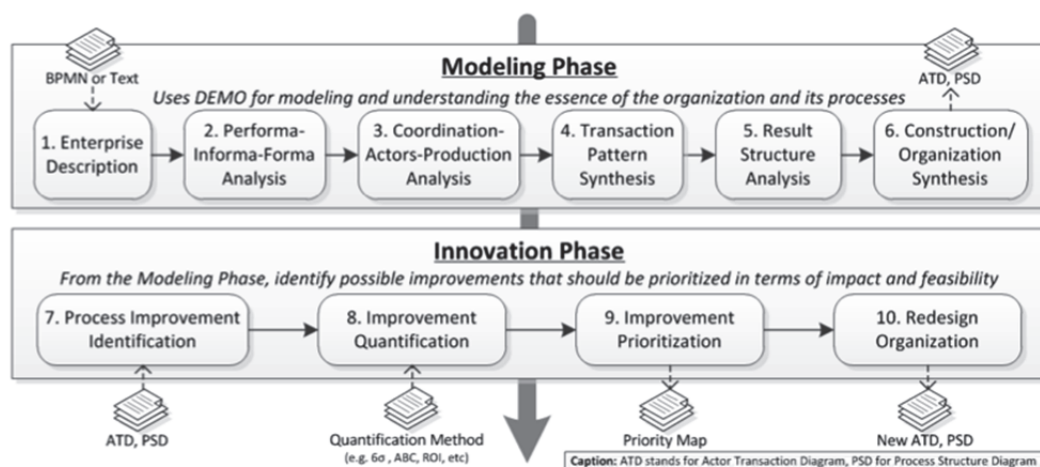 Modeling Phase
BPMN or Text
ATD, PSD
Uses DEMO for modeling and understanding the essence of the organization and its processes
1. Enterprise
Description
2. Performa-
Informa-Forma
Analysis
3. Coordination-
Actors-Production
Analysis
4. Transaction
Pattern
Synthesis
5. Result
Structure
Analysis
6. Construction/
Organization
Synthesis
Innovation Phase
From the Modeling Phase, identify possible improvements that should be prioritized in terms of impact and feasibility
7. Process Improvement
Identification
8. Improvement
Quantification
9. Improvement
Prioritization
10. Redesign
Organization
ATD, PSD
Quantification Method
(e.g. 6σ, ABC, ROI, etc)
Priority Map
New ATD, PSD
Caption: ATD stands for Actor Transaction Diagram, PSD for Process Structure Diagram